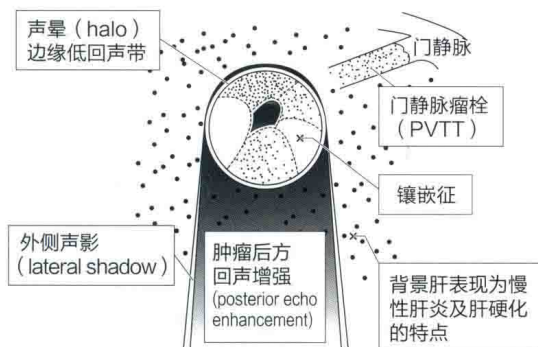 声晕（halo）
边缘低回声带
门静脉
门静脉瘤栓
（PVTT）
镶嵌征
外侧声影
（lateral shadow）
肿瘤后方
回声增强
(posterior echo
enhancement)
背景肝表现为慢
性肝炎及肝硬化
的特点